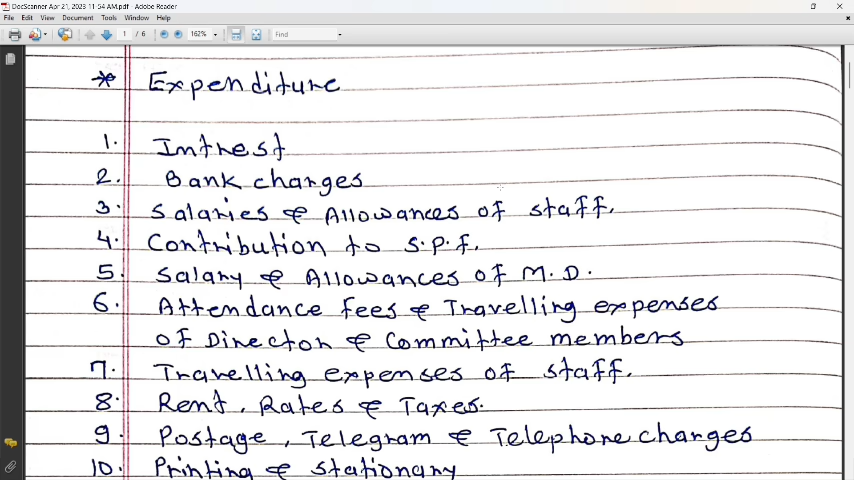 DocScanner Apr 21, 2023 11-54 AM.pdf - Adobe Reader
File Edit View Document Tools Window Help
1 / 6 162% Find
* Expenditure
1. Intrest
2. Bank charges
3. Salaries & Allowances of staff.
4. Contribution to S.P.f.
5. Salary & Allowances of M.D.
6. Attendance fees & Travelling expenses
of Director & Committee members
7. Travelling expenses of staff.
8. Rent, Rates & Taxes.
9. Postage, Telegram & Telephone charges
10. Printing & stationary